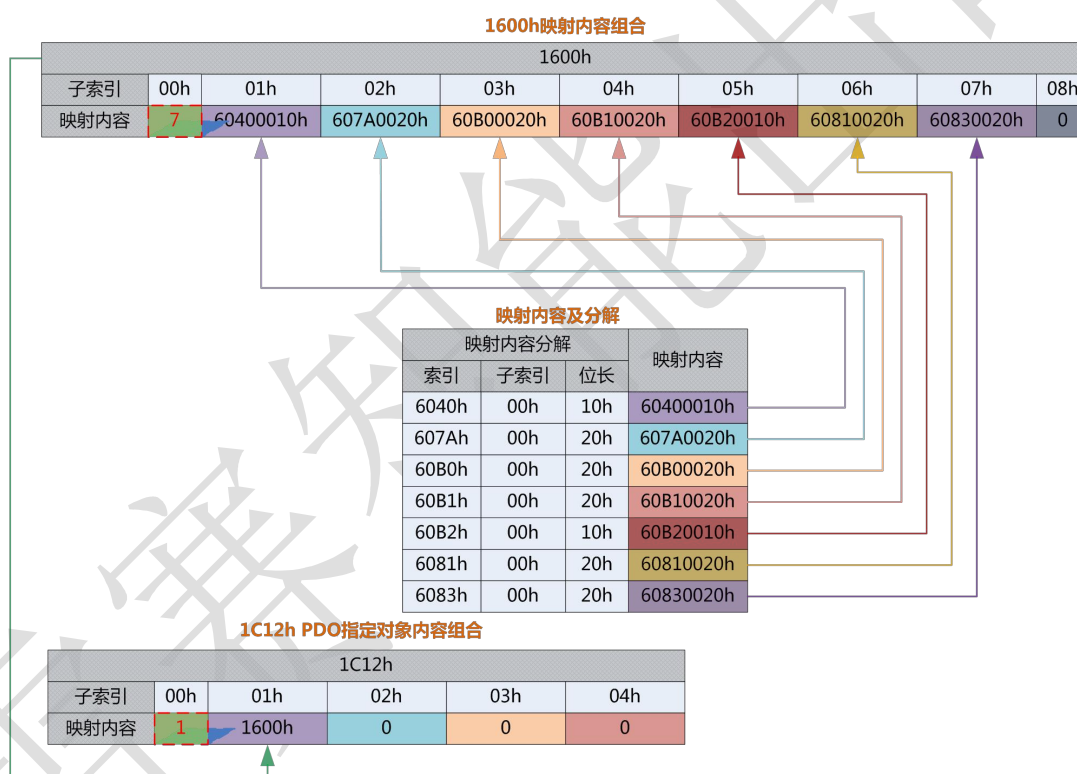 1600h映射内容组合
1600h
子索引 00h 01h 02h 03h 04h 05h 06h 07h 08h
映射内容 7 60400010h 607A0020h 60B00020h 60B10020h 60B20010h 60810020h 60830020h 0
映射内容及分解
映射内容分解 映射内容
索引 子索引 位长
6040h 00h 10h 60400010h
607Ah 00h 20h 607A0020h
60B0h 00h 20h 60B00020h
60B1h 00h 20h 60B10020h
60B2h 00h 10h 60B20010h
6081h 00h 20h 60810020h
6083h 00h 20h 60830020h
1C12h PDO指定对象内容组合
1C12h
子索引 00h 01h 02h 03h 04h
映射内容 1 1600h 0 0 0